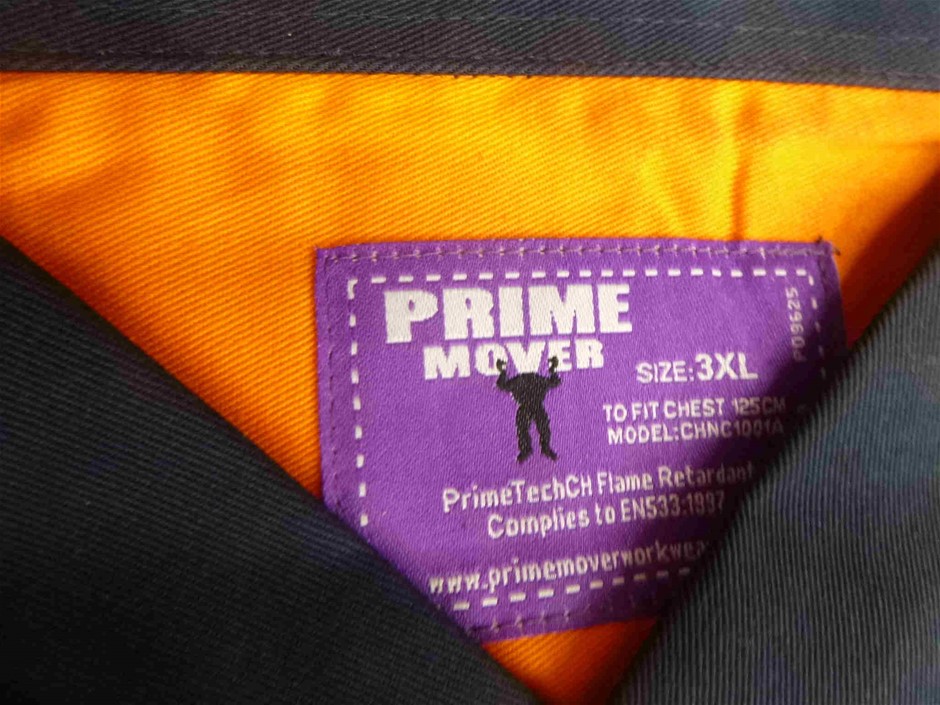 PRIME
MOVER
SIZE:3XL
TO FIT CHEST 125CM
MODEL:CHNC1001A
PrimeTechCH Flame Retardant
Complies to EN533:1997
www.primemoverworkwea
PO9625